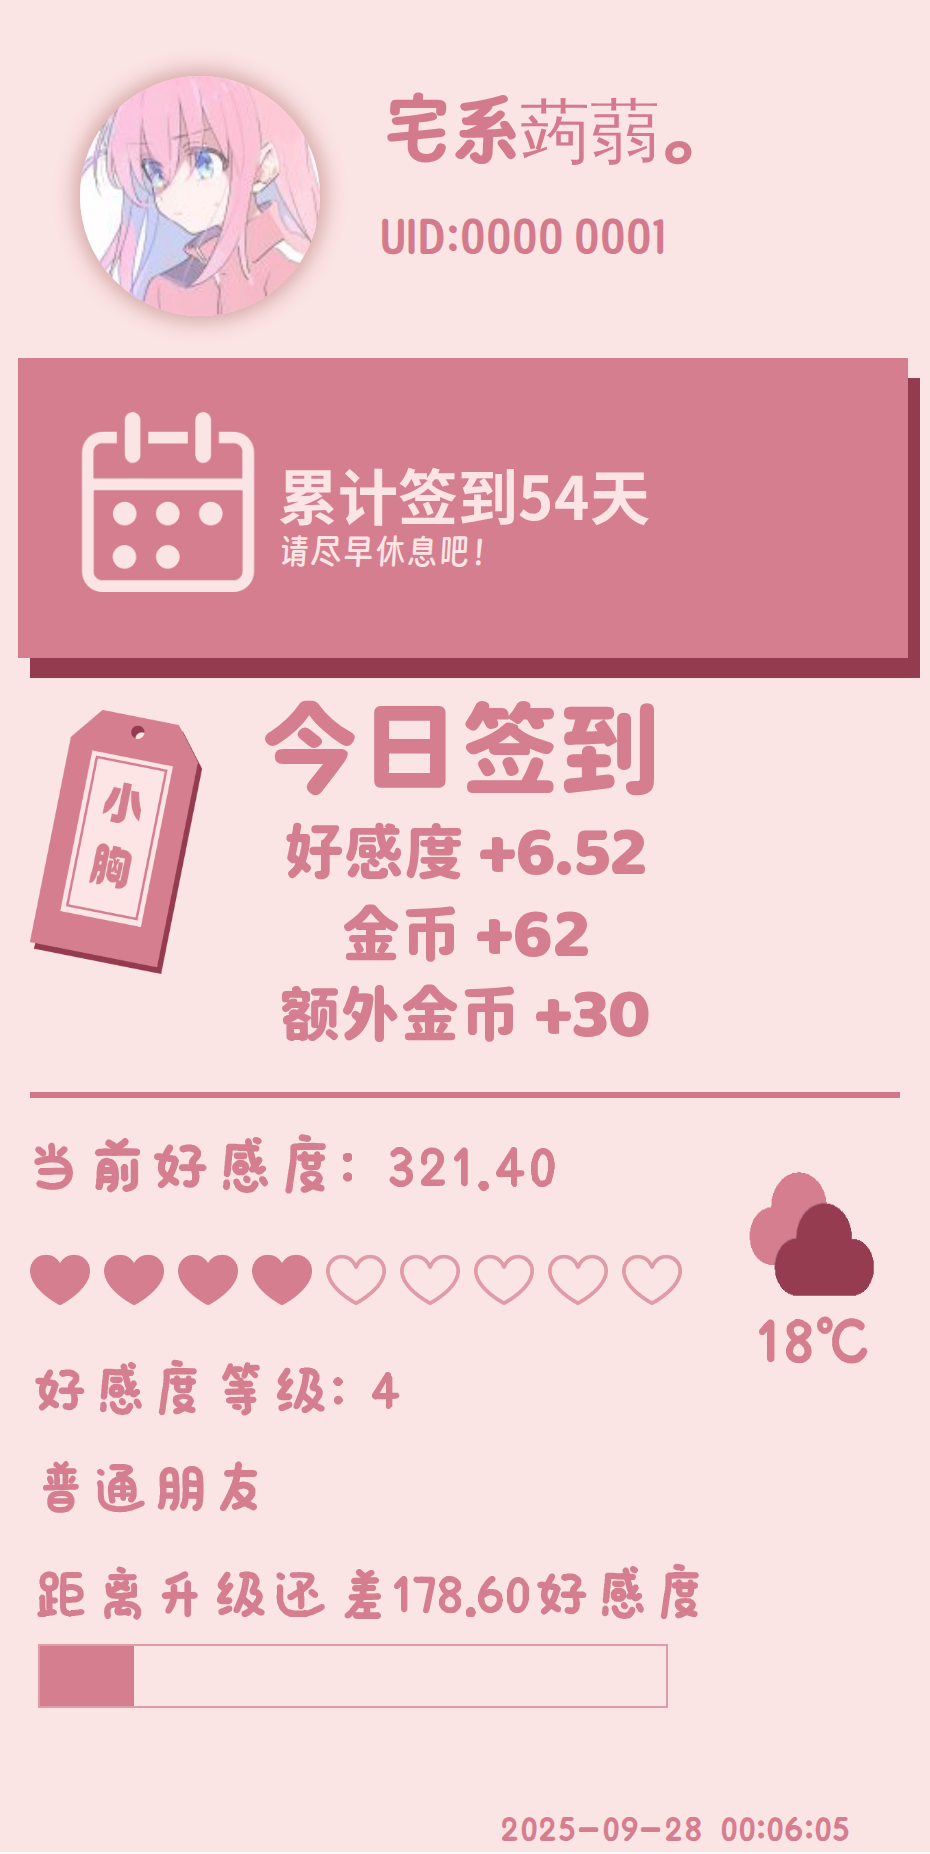 宅系蒟蒻。
UID:0000 0001
累计签到54天
请尽早休息吧!
小
胸
今日签到
好感度 +6.52
金币 +62
额外金币 +30
当前好感度: 321.40
18℃
好感度等级: 4
普通朋友
距离升级还差178.60好感度
2025-09-28 00:06:05